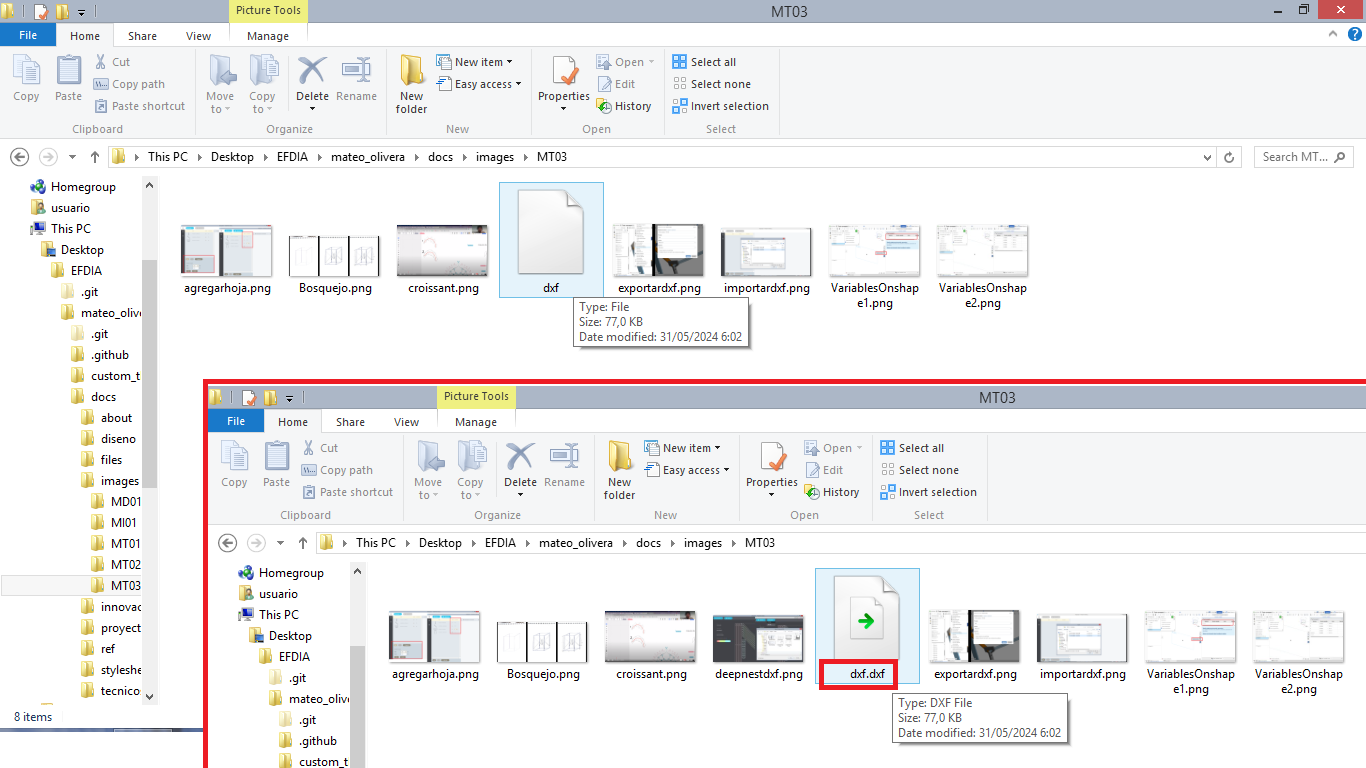 Picture Tools
MT03
File
Home
Share
View
Manage
Copy
Paste
Cut
Copy path
Paste shortcut
Clipboard
Move to
Copy to
Delete
Rename
Organize
New folder
New item
Easy access
New
Properties
Open
Edit
History
Open
Select all
Select none
Invert selection
Select
This PC
Desktop
EFDIA
mateo_olivera
docs
images
MT03
Search MT...
Homegroup
usuario
This PC
Desktop
EFDIA
.git
mateo_olive
.git
.github
custom_t
docs
about
diseno
files
images
MD01
MI01
MT01
MT02
MT03
innovac
proyect
ref
styleshe
tecnicos
8 items
agregarhoja.png
Bosquejo.png
croissant.png
dxf
exportardxf.png
importardxf.png
VariablesOnshap
e1.png
VariablesOnshap
e2.png
Type: File
Size: 77,0 KB
Date modified: 31/05/2024 6:02
Picture Tools
MT03
File
Home
Share
View
Manage
Copy
Paste
Cut
Copy path
Paste shortcut
Clipboard
Move to
Copy to
Delete
Rename
Organize
New folder
New item
Easy access
New
Properties
Open
Edit
History
Open
Select all
Select none
Invert selection
Select
This PC
Desktop
EFDIA
mateo_olivera
docs
images
MT03
Homegroup
usuario
This PC
Desktop
EFDIA
.git
mateo_olive
.git
.github
custom_t
agregarhoja.png
Bosquejo.png
croissant.png
deepnestdxf.png
dxf.dxf
exportardxf.png
importardxf.png
VariablesOnshap
e1.png
VariablesOnshap
e2.png
Type: DXF File
Size: 77,0 KB
Date modified: 31/05/2024 6:02